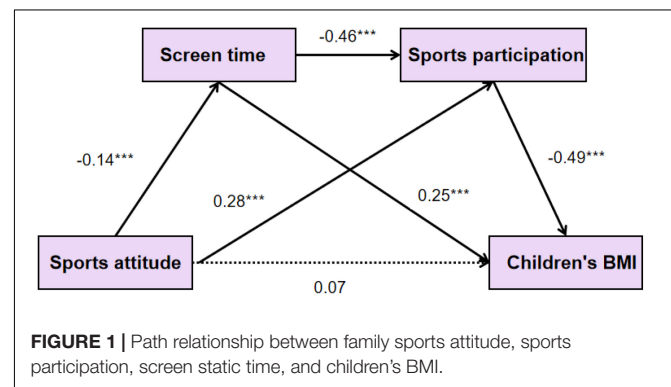 -0.46***
Screen time
Sports participation
-0.14***
-0.49***
0.28***
0.25***
Sports attitude
Children's BMI
0.07
FIGURE 1 | Path relationship between family sports attitude, sports
participation, screen static time, and children’s BMI.